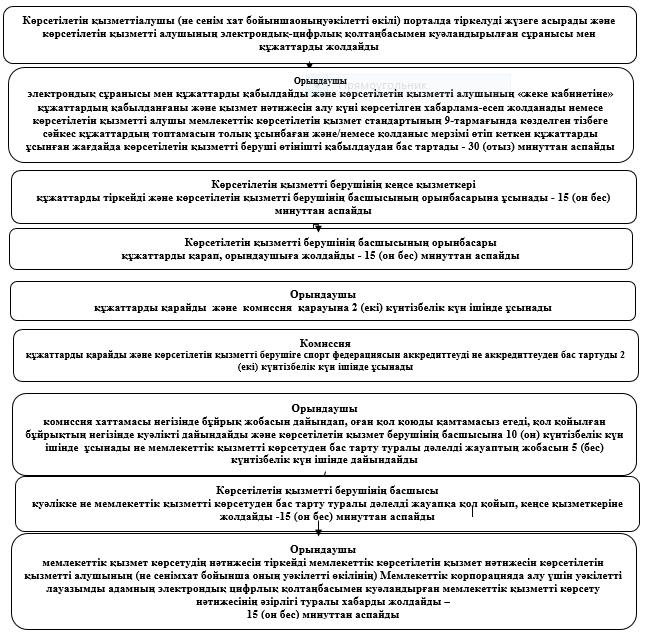 Көрсетілетін қызметтіалушы (не сенім хат бойыншаоныңуәкілетті өкілі) порталда тіркелуді жүзеге асырады және
көрсетілетін қызметті алушының электрондық-цифрлық қолтаңбасымен куәландырылған сұранысы мен
құжаттарды жолдайды
Орындаушы
электрондық сұранысы мен құжаттарды қабылдайды және көрсетілетін қызметті алушының «жеке кабинетіне»
құжаттардың қабылданғаны және қызмет нәтижесін алу күні көрсетілген хабарлама-есеп жолданады немесе
көрсетілетін қызметті алушы мемлекеттік көрсетілетін қызмет стандартының 9-тармағында көзделген тізбеге
сәйкес құжаттардың топтамасын толық ұсынбаған және/немесе қолданыс мерзімі өтіп кеткен құжаттарды
ұсынған жағдайда көрсетілетін қызметті беруші өтінішті қабылдаудан бас тартады - 30 (отыз) минуттан аспайды
Көрсетілетін қызметті берушінің кеңсе қызметкері
құжаттарды тіркейді және көрсетілетін қызметті берушінің басшысының орынбасарына ұсынады - 15 (он бес)
минуттан аспайды
Көрсетілетін қызметті берушінің басшысының орынбасары
құжаттарды қарап, орындаушыға жолдайды - 15 (он бес) минуттан аспайды
Орындаушы
құжаттарды қарайды және комиссия қарауына 2 (екі) күнтізбелік күн ішінде ұсынады
Комиссия
құжаттарды қарайды және көрсетілетін қызметті берушіге спорт федерациясын аккредиттеуді не аккредиттеуден бас тартуды 2
(екі) күнтізбелік күн ішінде ұсынады
Орындаушы
комиссия хаттамасы негізінде бұйрық жобасын дайындап, оған қол қоюды қамтамасыз етеді, қол қойылған
бұйрықтың негізінде куәлікті дайындайды және көрсетілетін қызмет берушінің басшысына 10 (он) күнтізбелік күн
ішінде ұсынады не мемлекеттік қызметті көрсетуден бас тарту туралы дәлелді жауаптың жобасын 5 (бес)
күнтізбелік күн ішінде дайындайды
Көрсетілетін қызметті берушінің басшысы
куәлікке не мемлекеттік қызметті көрсетуден бас тарту туралы дәлелді жауапқа қол қойып, кеңсе қызметкеріне
жолдайды -15 (он бес) минуттан аспайды
Орындаушы
мемлекеттік қызмет көрсетудің нәтижесін тіркейді мемлекеттік көрсетілетін қызмет нәтижесін көрсетілетін
қызметті алушының (не сенімхат бойынша оның уәкілетті өкілінің) Мемлекеттік корпорацияда алу үшін уәкілетті
лауазымды адамның электрондық цифрлық қолтаңбасымен куәландырған мемлекеттік қызметті көрсету
нәтижесінің әзірлігі туралы хабарды жолдайды –
15 (он бес) минуттан аспайды